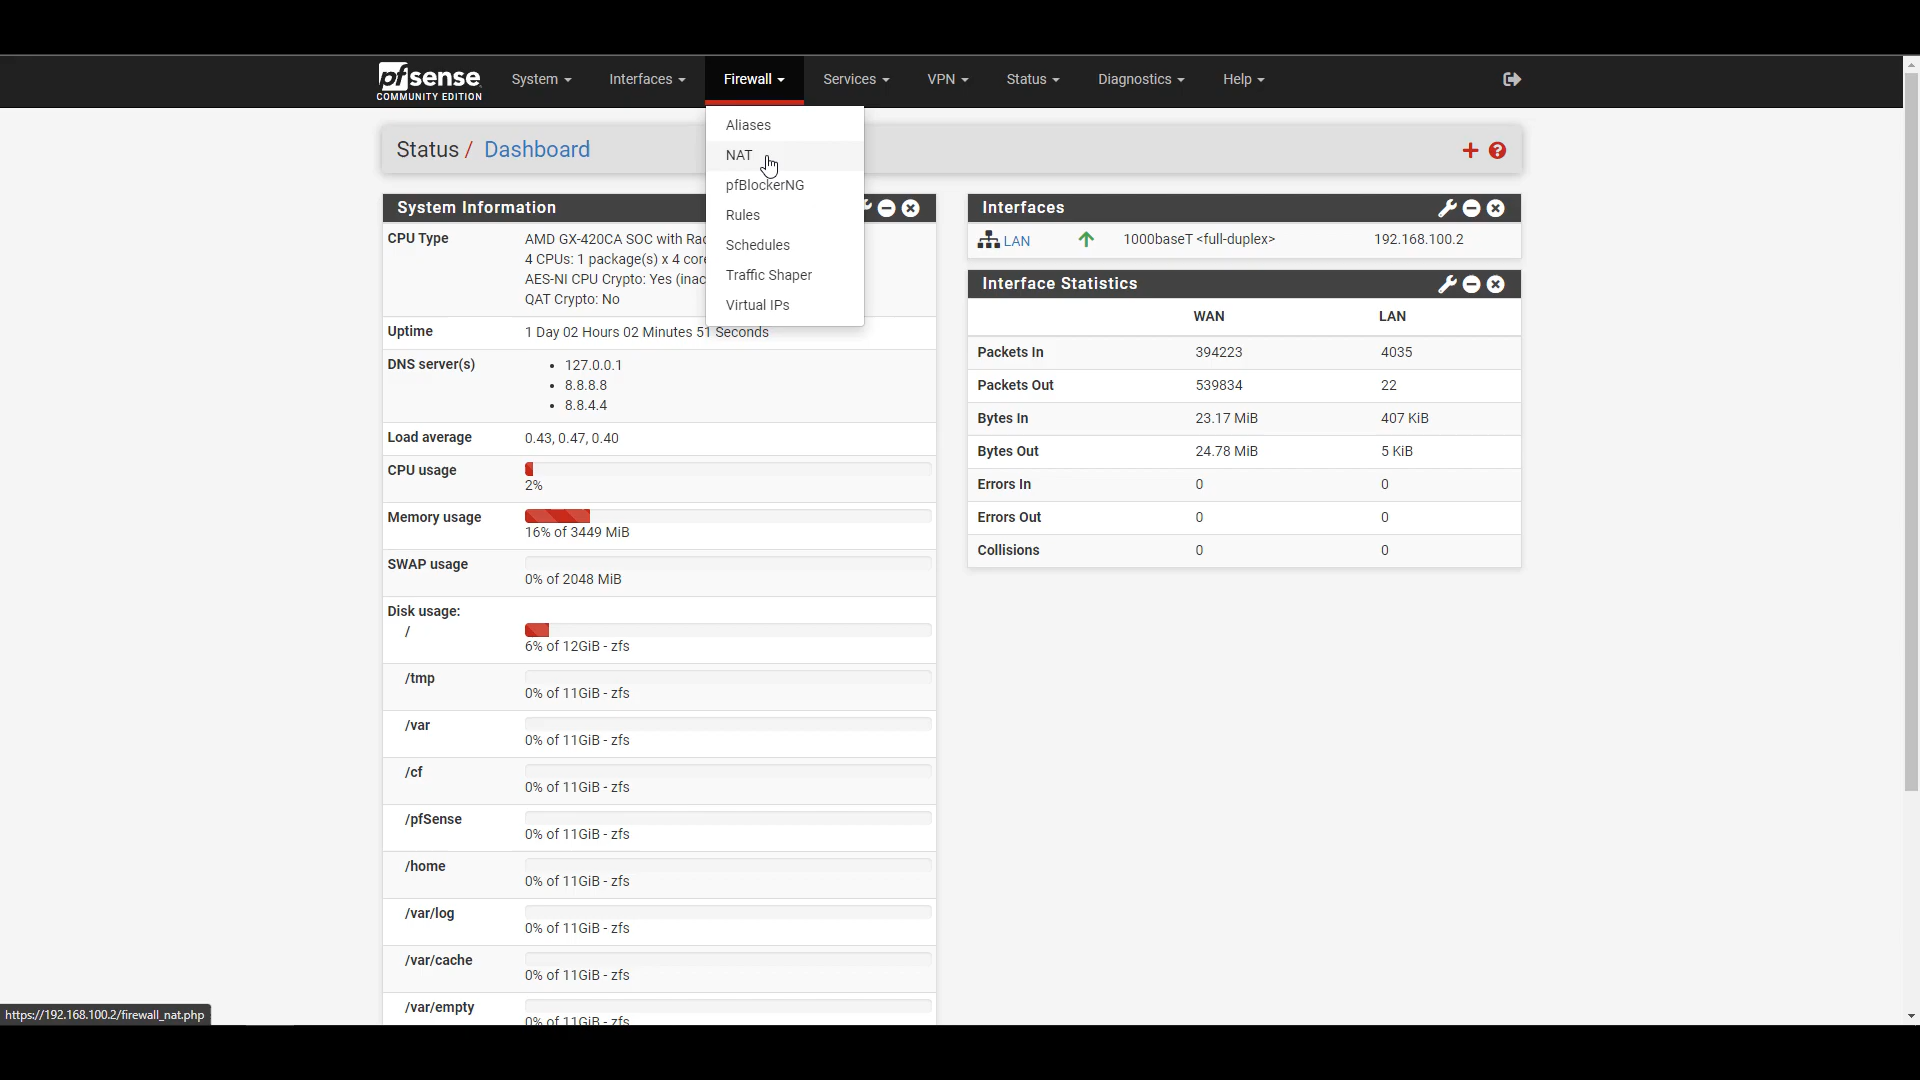 pfsense
COMMUNITY EDITION
System
Interfaces
Firewall
Services
VPN
Status
Diagnostics
Help
Aliases
NAT
pfBlockerNG
Rules
Schedules
Traffic Shaper
Virtual IPs
Status / Dashboard
System Information
CPU Type
AMD GX-420CA SOC with
4 CPUs: 1 package(s) x 4
AES-NI CPU Crypto: Yes
QAT Crypto: No
Uptime
1 Day 02 Hours 02 Minutes 51 Seconds
DNS server(s)
127.0.0.1
8.8.8.8
8.8.4.4
Load average
0.43, 0.47, 0.40
CPU usage
2%
Memory usage
16% of 3449 MiB
SWAP usage
0% of 2048 MiB
Disk usage:
/
6% of 12GiB - zfs
/tmp
0% of 11GiB - zfs
/var
0% of 11GiB - zfs
/cf
0% of 11GiB - zfs
/pfSense
0% of 11GiB - zfs
/home
0% of 11GiB - zfs
/var/log
0% of 11GiB - zfs
/var/cache
0% of 11GiB - zfs
/var/empty
0% of 11GiB - zfs
Interfaces
LAN
1000baseT <full-duplex>
192.168.100.2
Interface Statistics
WAN
LAN
Packets In
394223
4035
Packets Out
539834
22
Bytes In
23.17 MiB
407 KiB
Bytes Out
24.78 MiB
5 KiB
Errors In
0
0
Errors Out
0
0
Collisions
0
0
https://192.168.100.2/firewall_nat.php